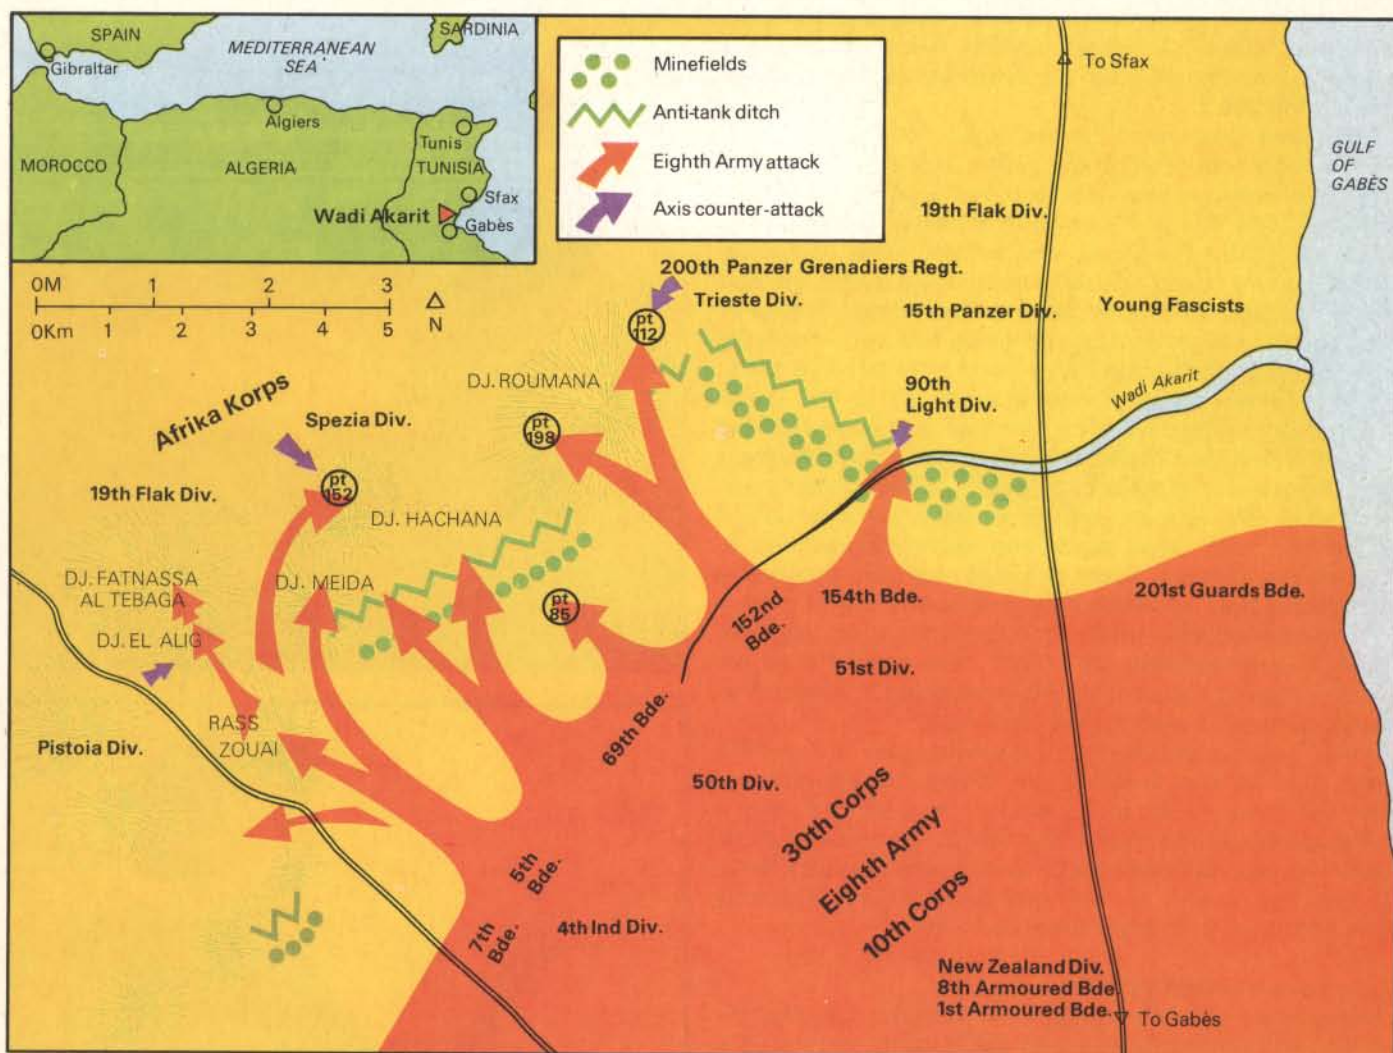 SPAIN
Gibraltar
MEDITERRANEAN
SEA
SARDINIA
Algiers
Tunis
MOROCCO
ALGERIA
TUNISIA
Sfax
Wadi Akarit
Gabès
Minefields
Anti-tank ditch
Eighth Army attack
Axis counter-attack
To Sfax
GULF
OF
GABÈS
19th Flak Div.
0M 1 2 3
0Km 1 2 3 4 5
N
200th Panzer Grenadiers Regt.
Trieste Div.
pt
112
15th Panzer Div.
Young Fascists
Wadi Akarit
DJ. ROUMANA
90th
Light Div.
Afrika Korps
Spezia Div.
pt
198
19th Flak Div.
pt
152
DJ. HACHANA
DJ. FATNASSA
AL TEBAGA
DJ. MEIDA
DJ. EL ALIG
pt
85
152nd
Bde.
154th Bde.
201st Guards Bde.
51st Div.
RASS
ZOUAI
Pistoia Div.
69th Bde.
50th Div.
30th Corps
Eighth Army
10th Corps
5th
Bde.
7th
Bde.
4th Ind Div.
New Zealand Div.
8th Armoured Bde.
1st Armoured Bde.
To Gabès